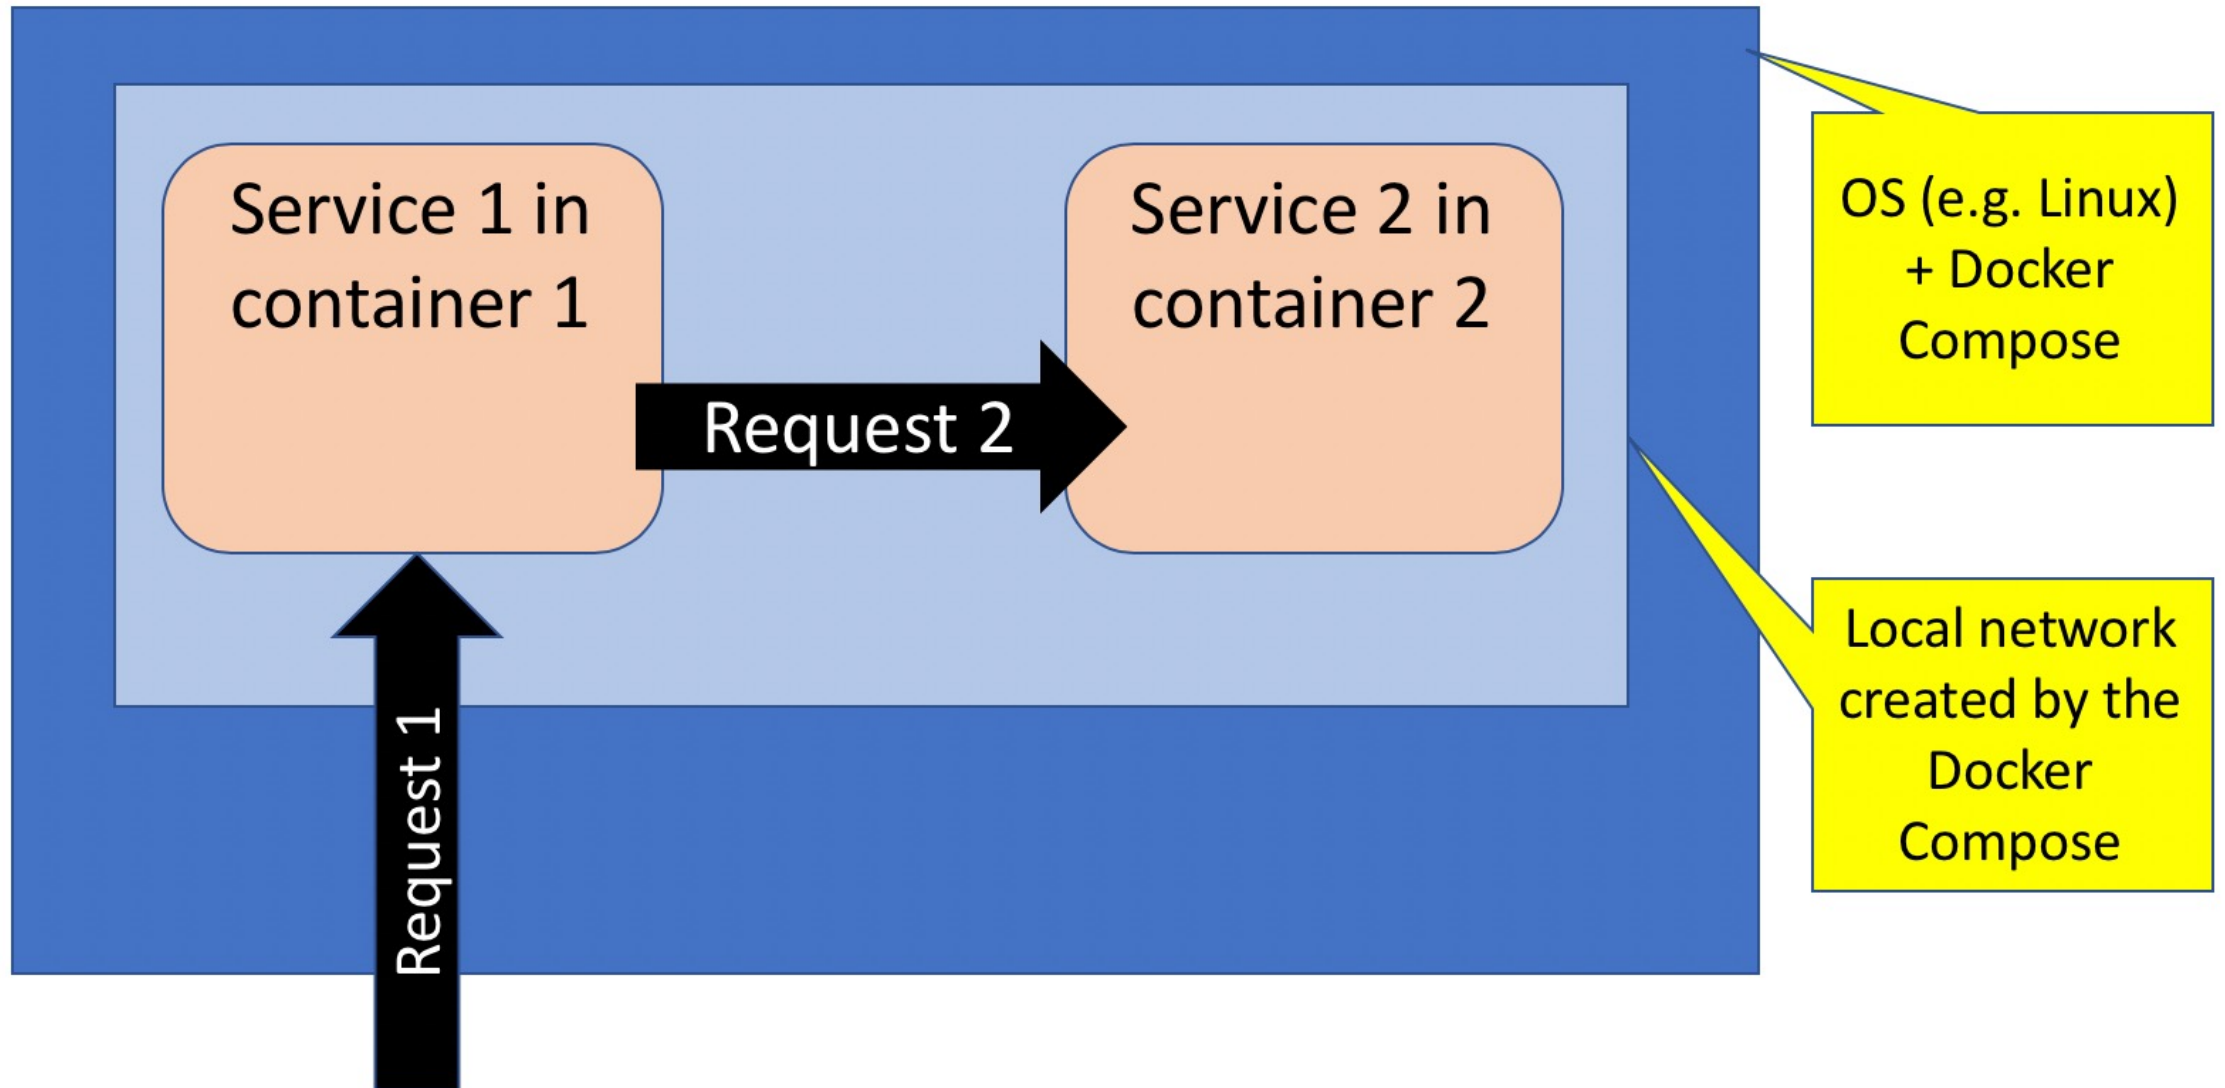 Service 1 in
container 1
Service 2 in
container 2
Request 2
Request 1
OS (e.g. Linux)
+ Docker
Compose
Local network
created by the
Docker
Compose